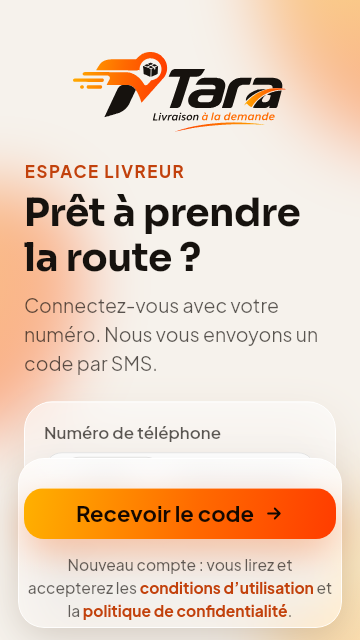 Tara
Livraison à la demande
ESPACE LIVREUR
Prêt à prendre
la route ?
Connectez-vous avec votre
numéro. Nous vous envoyons un
code par SMS.
Numéro de téléphone
Recevoir le code →
Nouveau compte : vous lirez et
accepterez les conditions d’utilisation et
la politique de confidentialité.